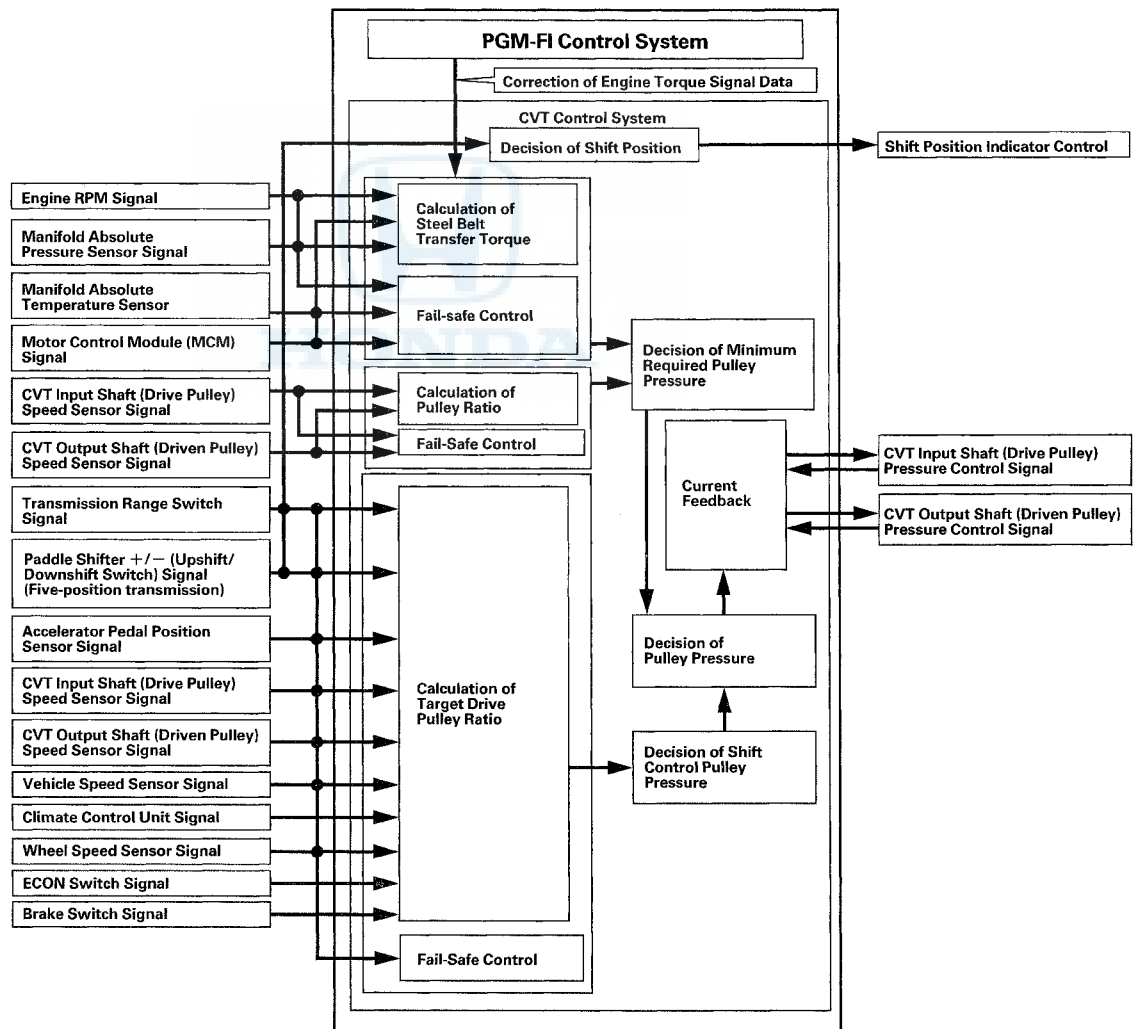 PGM-FI Control System
Correction of Engine Torque Signal Data
CVT Control System
Decision of Shift Position
Shift Position Indicator Control
Engine RPM Signal
Manifold Absolute
Pressure Sensor Signal
Manifold Absolute
Temperature Sensor
Motor Control Module (MCM)
Signal
CVT Input Shaft (Drive Pulley)
Speed Sensor Signal
CVT Output Shaft (Driven Pulley)
Speed Sensor Signal
Transmission Range Switch
Signal
Paddle Shifter +/− (Upshift/
Downshift Switch) Signal
(Five-position transmission)
Accelerator Pedal Position
Sensor Signal
CVT Input Shaft (Drive Pulley)
Speed Sensor Signal
CVT Output Shaft (Driven Pulley)
Speed Sensor Signal
Vehicle Speed Sensor Signal
Climate Control Unit Signal
Wheel Speed Sensor Signal
ECON Switch Signal
Brake Switch Signal
Calculation of
Steel Belt
Transfer Torque
Fail-safe Control
HONDA
Calculation of
Pulley Ratio
Fail-Safe Control
Calculation of
Target Drive
Pulley Ratio
Fail-Safe Control
Decision of Minimum
Required Pulley
Pressure
Current
Feedback
Decision of
Pulley Pressure
Decision of Shift
Control Pulley
Pressure
CVT Input Shaft (Drive Pulley)
Pressure Control Signal
CVT Output Shaft (Driven Pulley)
Pressure Control Signal